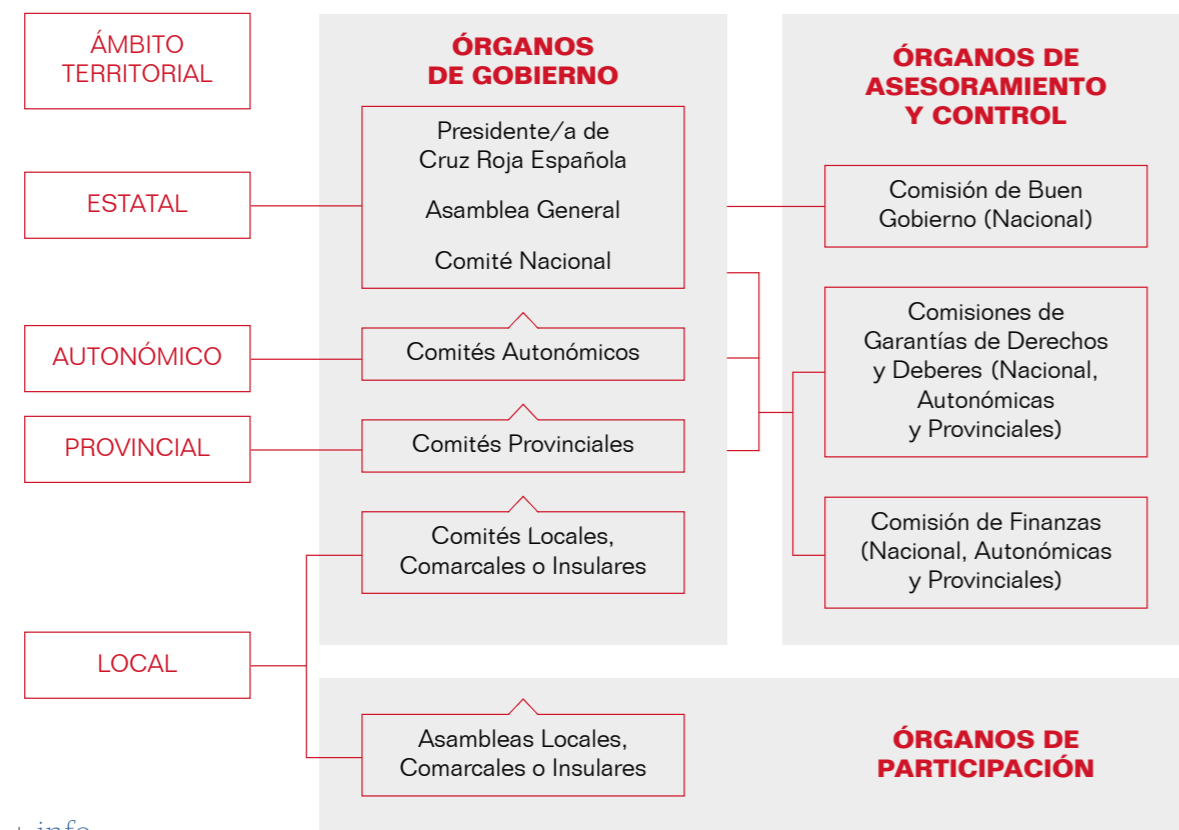 ÁMBITO
TERRITORIAL
ESTATAL
AUTONÓMICO
PROVINCIAL
LOCAL
ÓRGANOS
DE GOBIERNO
Presidente/a de
Cruz Roja Española
Asamblea General
Comité Nacional
Comités Autonómicos
Comités Provinciales
Comités Locales,
Comarcales o Insulares
Asambleas Locales,
Comarcales o Insulares
ÓRGANOS DE
ASESORAMIENTO
Y CONTROL
Comisión de Buen
Gobierno (Nacional)
Comisiones de
Garantías de Derechos
y Deberes (Nacional,
Autonómicas
y Provinciales)
Comisión de Finanzas
(Nacional, Autonómicas
y Provinciales)
ÓRGANOS DE
PARTICIPACIÓN
+ info